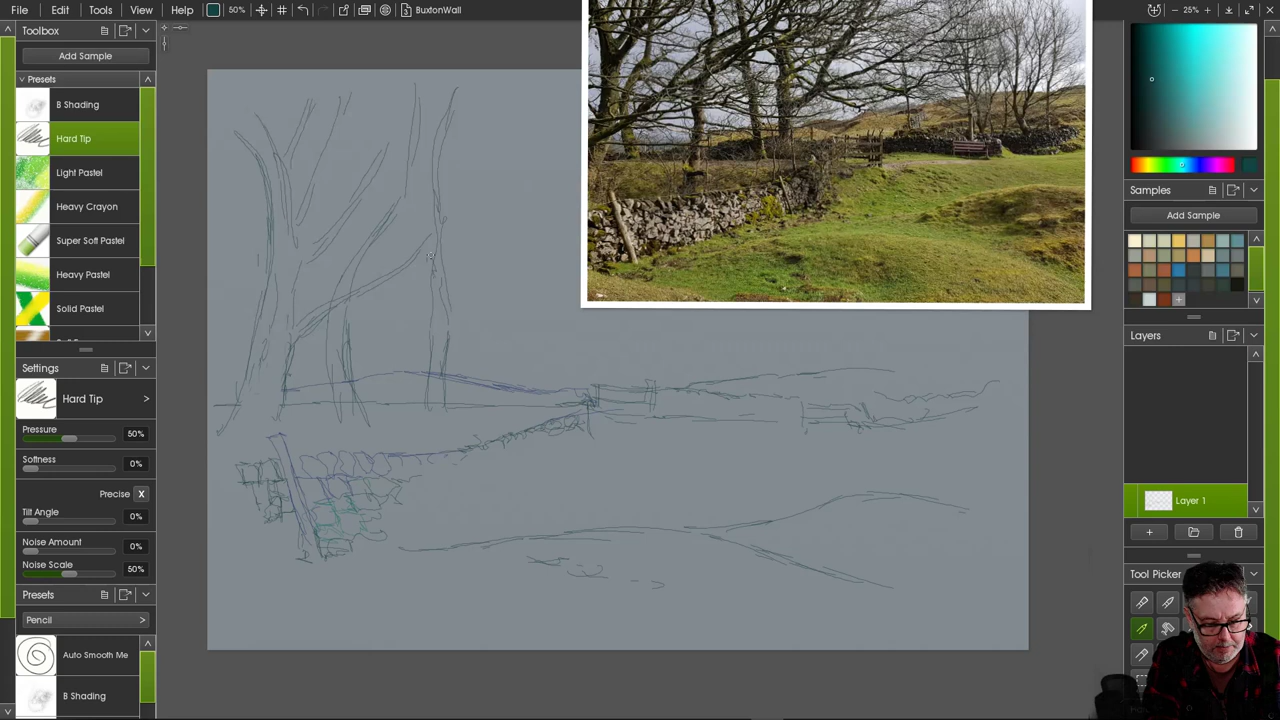 File Edit Tools View Window Help 50% BuxtonWall 25%
Toolbox
Add Sample
Presets
B Shading
Hard Tip
Light Pastel
Heavy Crayon
Super Soft Pastel
Heavy Pastel
Solid Pastel
Settings
Hard Tip >
Pressure
50%
Softness
0%
Precise X
Tilt Angle
0%
Noise Amount
0%
Noise Scale
50%
Presets
Pencil >
Auto Smooth Me
B Shading
Samples
Add Sample
Layers
Layer 1
Tool Picker